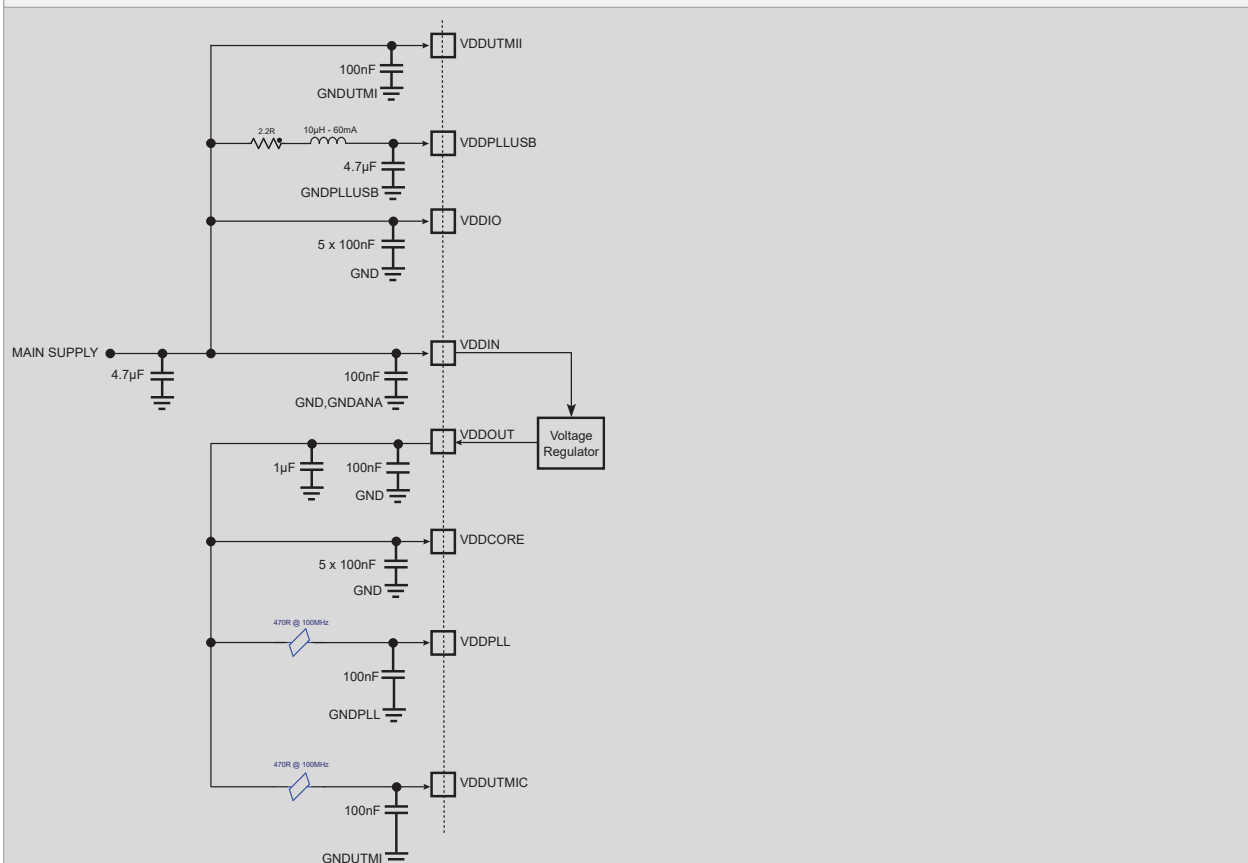 VDDUTMII
100nF
GNDUTMI
2.2R
10µH - 60mA
VDDPLLUSB
4.7µF
GNDPLLUSB
VDDIO
5 x 100nF
GND
MAIN SUPPLY
VDDIN
4.7µF
100nF
GND,GNDANA
VDDOUT
Voltage
Regulator
1µF
100nF
GND
VDDCORE
5 x 100nF
GND
470R @ 100MHz
VDDPLL
100nF
GNDPLL
470R @ 100MHz
VDDUTMIC
100nF
GNDUTMI